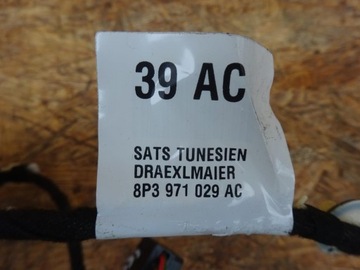 39 AC
SATS TUNESIEN
DRAEXLMAIER
8P3 971 029 AC